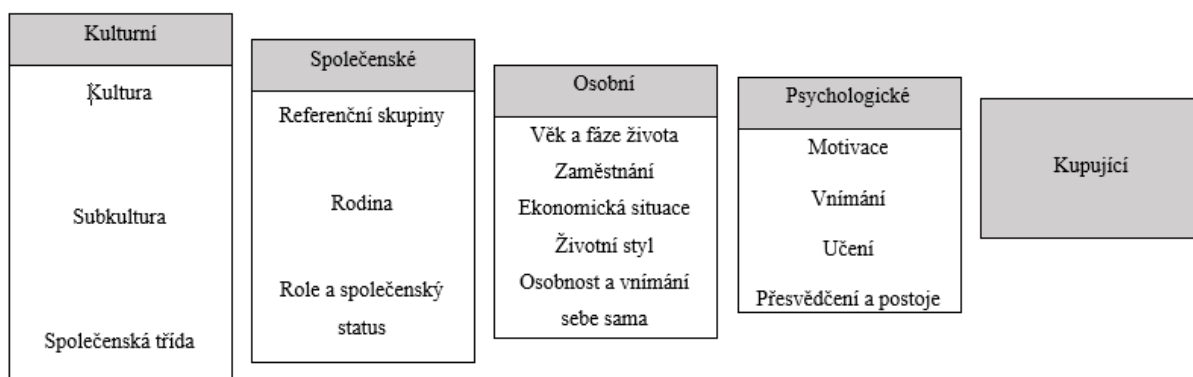 Kulturní
Kultura
Subkultura
Společenská třída
Společenské
Referenční skupiny
Rodina
Role a společenský
status
Osobní
Věk a fáze života
Zaměstnání
Ekonomická situace
Životní styl
Osobnost a vnímání
sebe sama
Psychologické
Motivace
Vnímání
Učení
Přesvědčení a postoje
Kupující